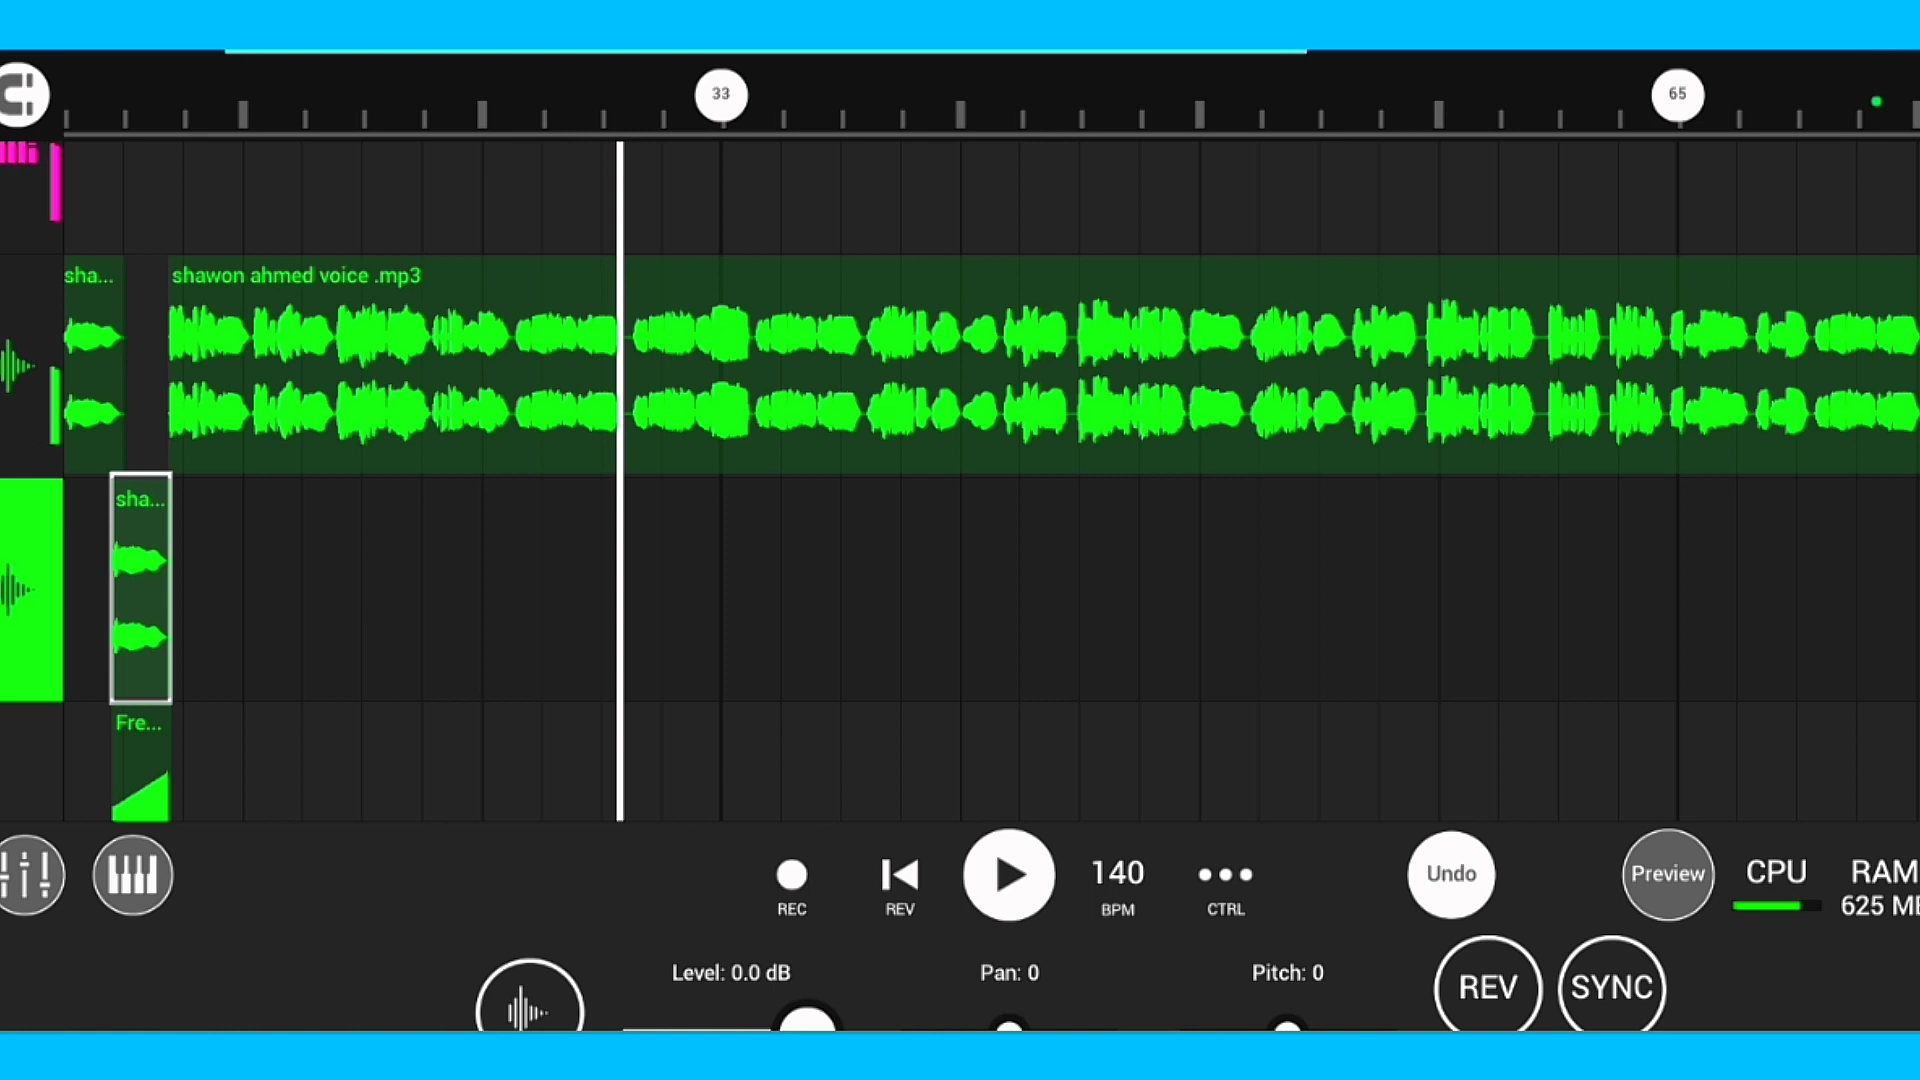 33
65
sha...
shawon ahmed voice .mp3
sha...
Fre...
REC
REV
140
BPM
CTRL
Undo
Preview
CPU
RAM
625 ME
Level: 0.0 dB
Pan: 0
Pitch: 0
REV
SYNC